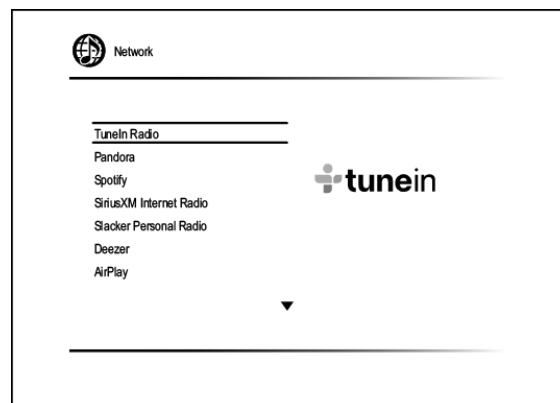 Network
TuneIn Radio
Pandora
Spotify
SiriusXM Internet Radio
Slacker Personal Radio
Deezer
AirPlay
tunein